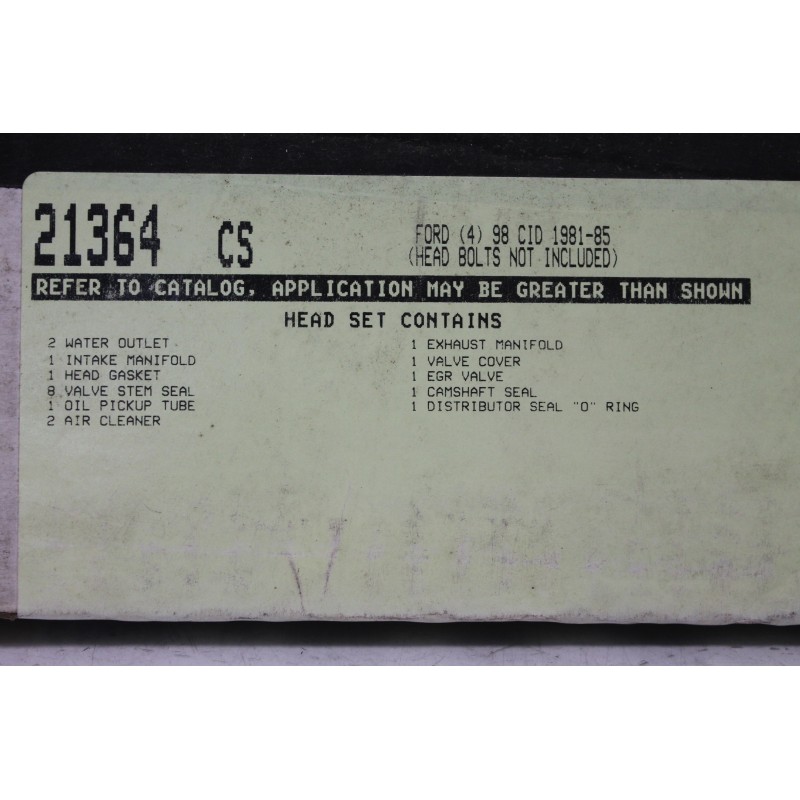 21364 CS
FORD (4) 98 CID 1981-85
(HEAD BOLTS NOT INCLUDED)
REFER TO CATALOG, APPLICATION MAY BE GREATER THAN SHOWN
HEAD SET CONTAINS
2 WATER OUTLET
1 INTAKE MANIFOLD
1 HEAD GASKET
8 VALVE STEM SEAL
1 OIL PICKUP TUBE
2 AIR CLEANER
1 EXHAUST MANIFOLD
1 VALVE COVER
1 EGR VALVE
1 CAMSHAFT SEAL
1 DISTRIBUTOR SEAL "O" RING